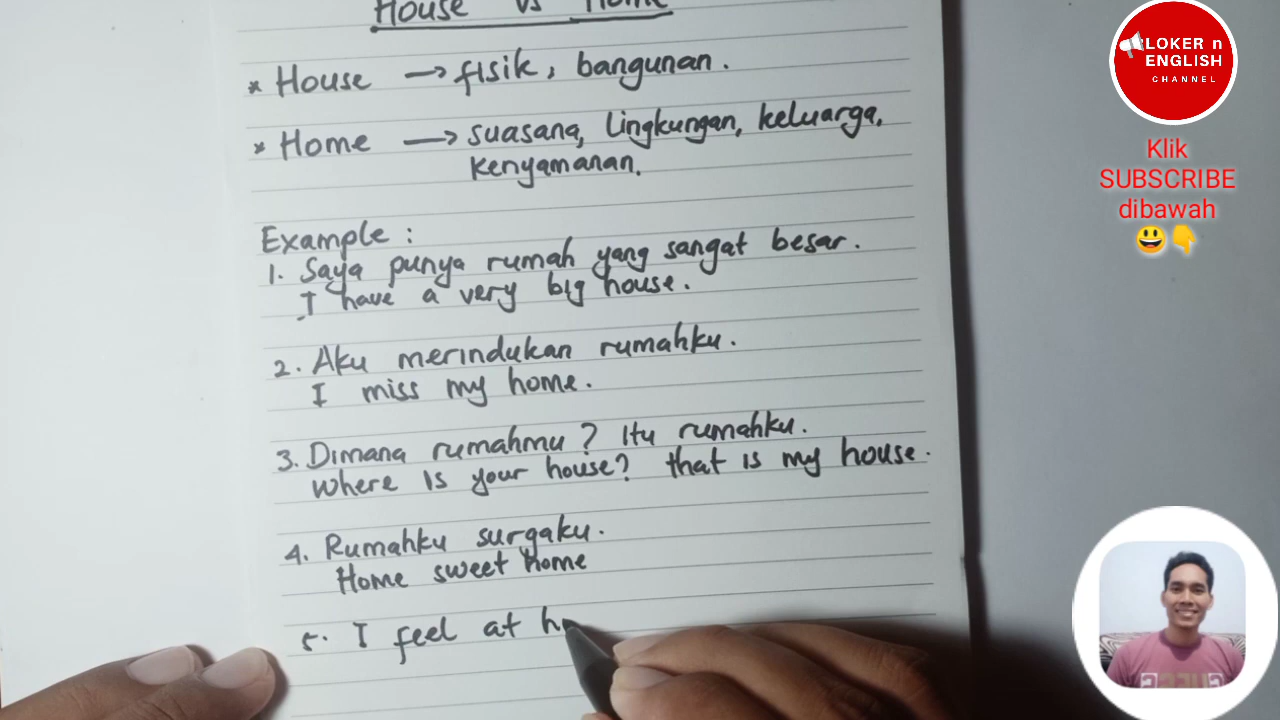 House vs Home
* House → fisik, bangunan.
* Home → suasana, lingkungan, keluarga,
kenyamanan.
Example :
1. Saya punya rumah yang sangat besar.
I have a very big house.
2. Aku merindukan rumahku.
I miss my home.
3. Dimana rumahmu? Itu rumahku.
Where is your house? that is my house.
4. Rumahku surgaku.
Home sweet home
5. I feel at
LOKER n
ENGLISH
CHANNEL
Klik
SUBSCRIBE
dibawah
😃👇